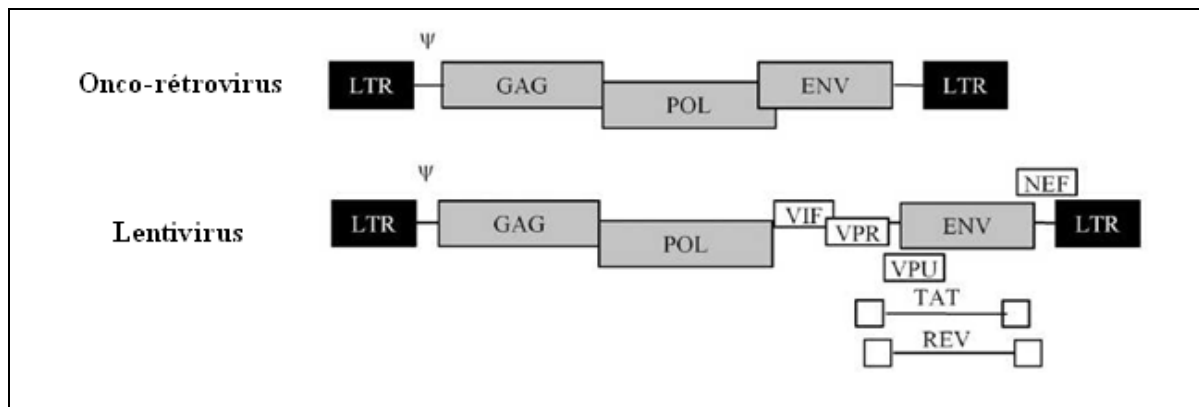 Ψ
Onco-rétrovirus LTR GAG POL ENV LTR
Ψ
NEF
Lentivirus LTR GAG POL VIF VPR ENV LTR
VPU
TAT
REV